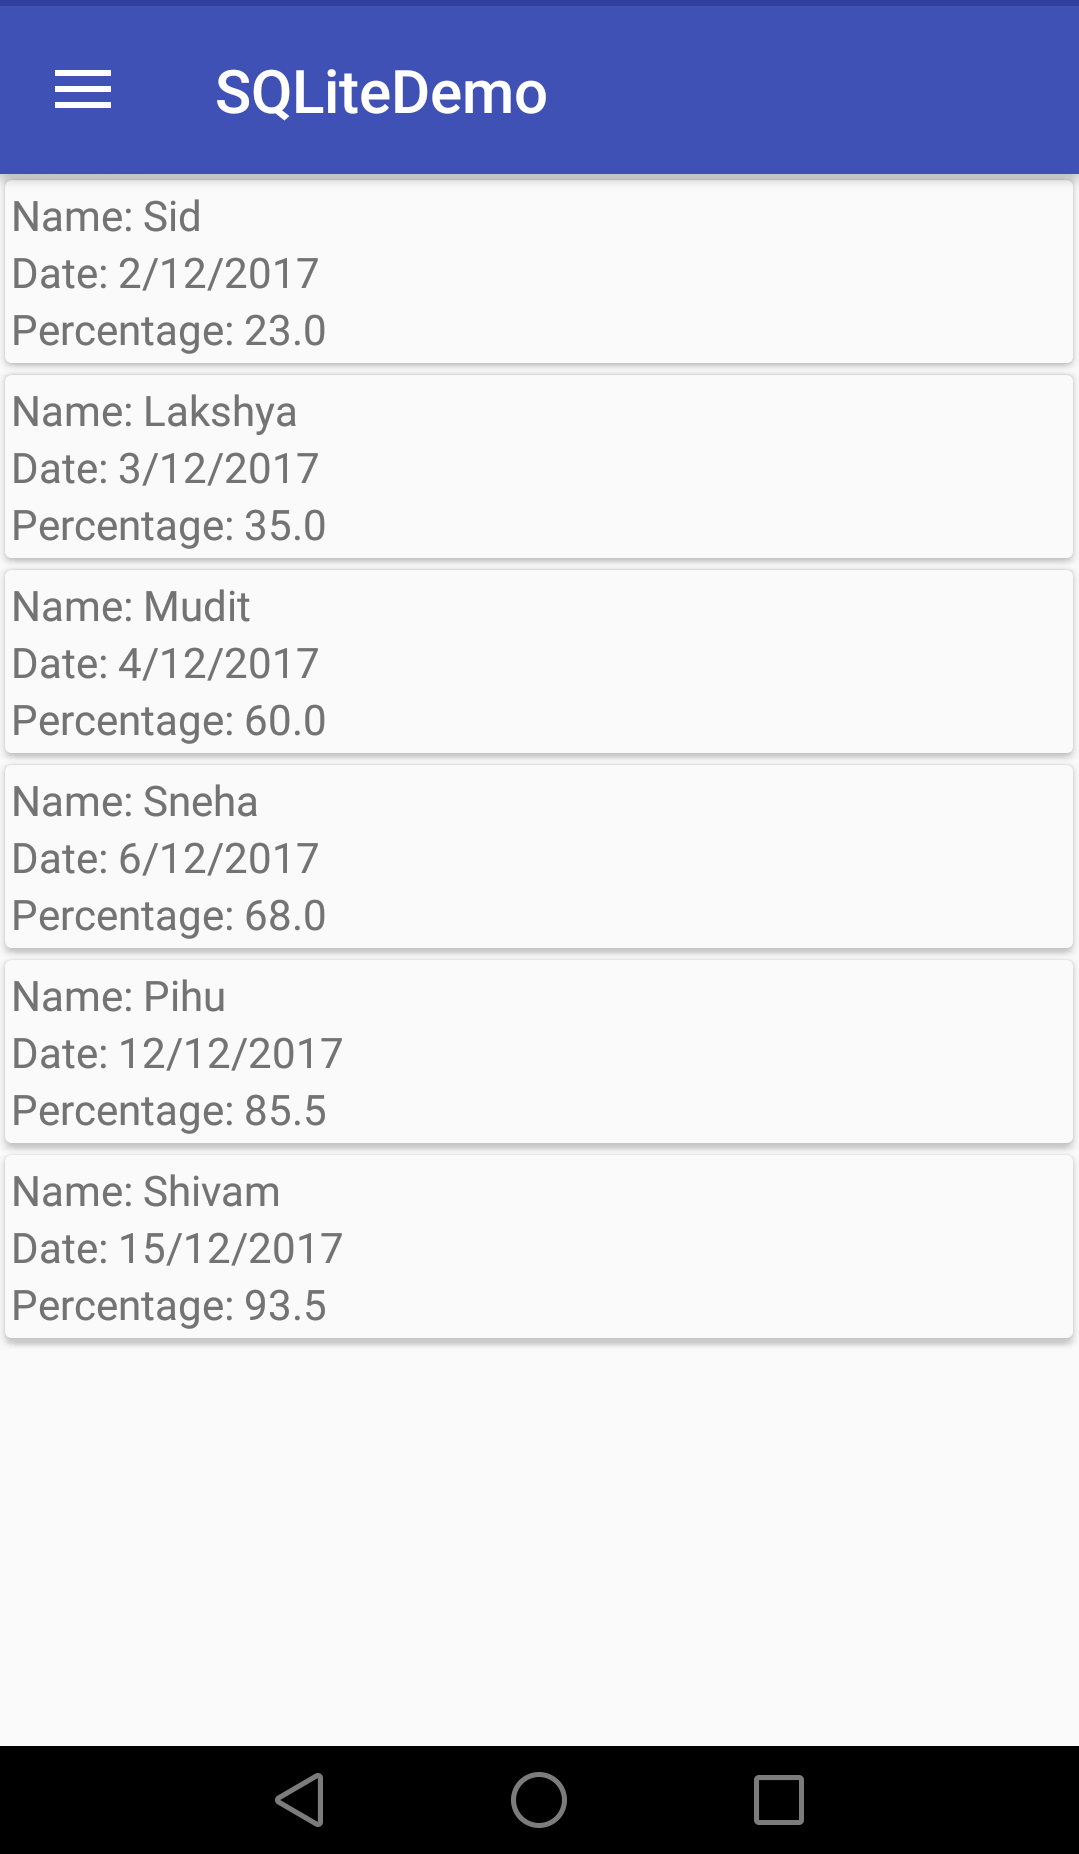 SQLiteDemo
Name: Sid
Date: 2/12/2017
Percentage: 23.0
Name: Lakshya
Date: 3/12/2017
Percentage: 35.0
Name: Mudit
Date: 4/12/2017
Percentage: 60.0
Name: Sneha
Date: 6/12/2017
Percentage: 68.0
Name: Pihu
Date: 12/12/2017
Percentage: 85.5
Name: Shivam
Date: 15/12/2017
Percentage: 93.5